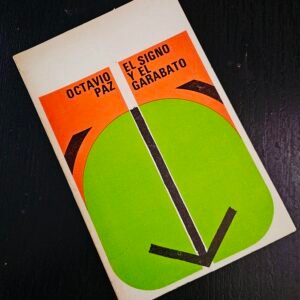 OCTAVIO
PAZ
EL SIGNO
Y EL
GARABATO